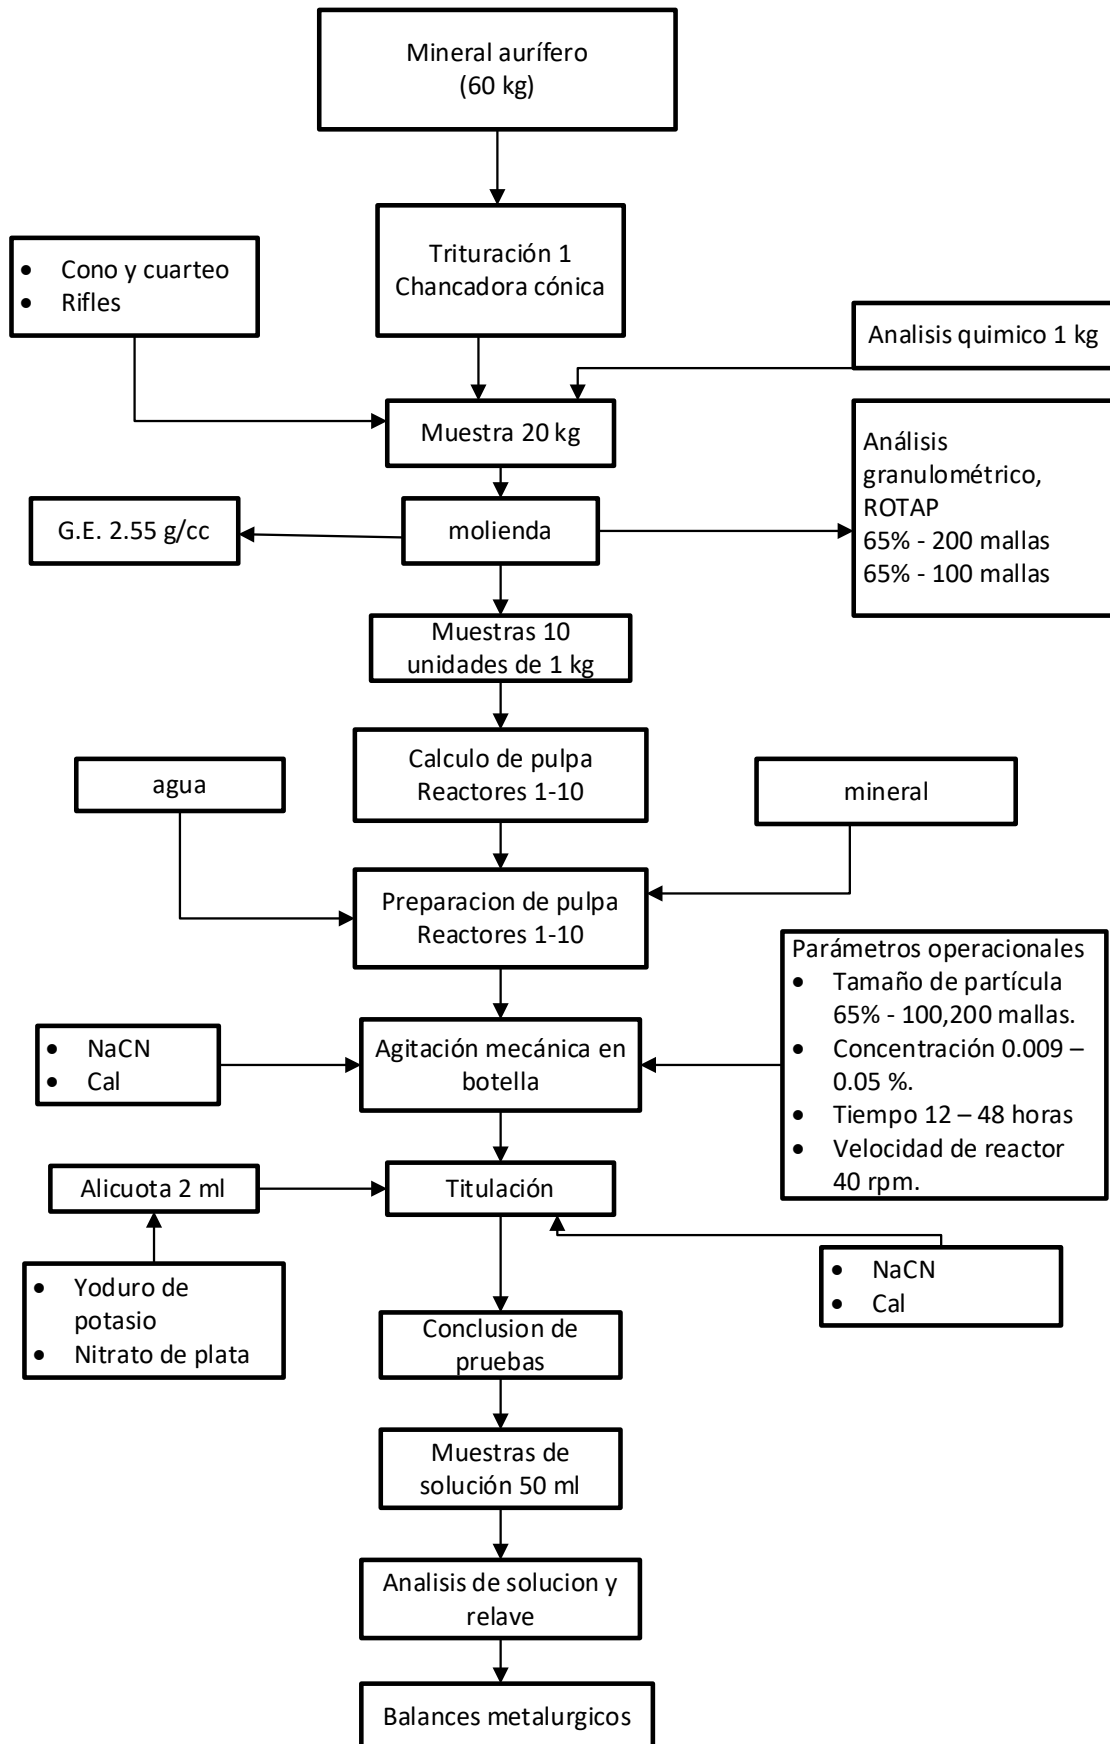 Mineral aurífero
(60 kg)
Trituración 1
Chancadora cónica
• Cono y cuarteo
• Rifles
Analisis quimico 1 kg
Muestra 20 kg
Análisis
granulométrico,
ROTAP
65% - 200 mallas
65% - 100 mallas
G.E. 2.55 g/cc
molienda
Muestras 10
unidades de 1 kg
Calculo de pulpa
Reactores 1-10
agua
mineral
Preparacion de pulpa
Reactores 1-10
Parámetros operacionales
• Tamaño de partícula
65% - 100,200 mallas.
• Concentración 0.009 –
0.05 %.
• Tiempo 12 – 48 horas
• Velocidad de reactor
40 rpm.
• NaCN
• Cal
Agitación mecánica en
botella
Alicuota 2 ml
Titulación
• Yoduro de
potasio
• Nitrato de plata
• NaCN
• Cal
Conclusion de
pruebas
Muestras de
solución 50 ml
Analisis de solucion y
relave
Balances metalurgicos